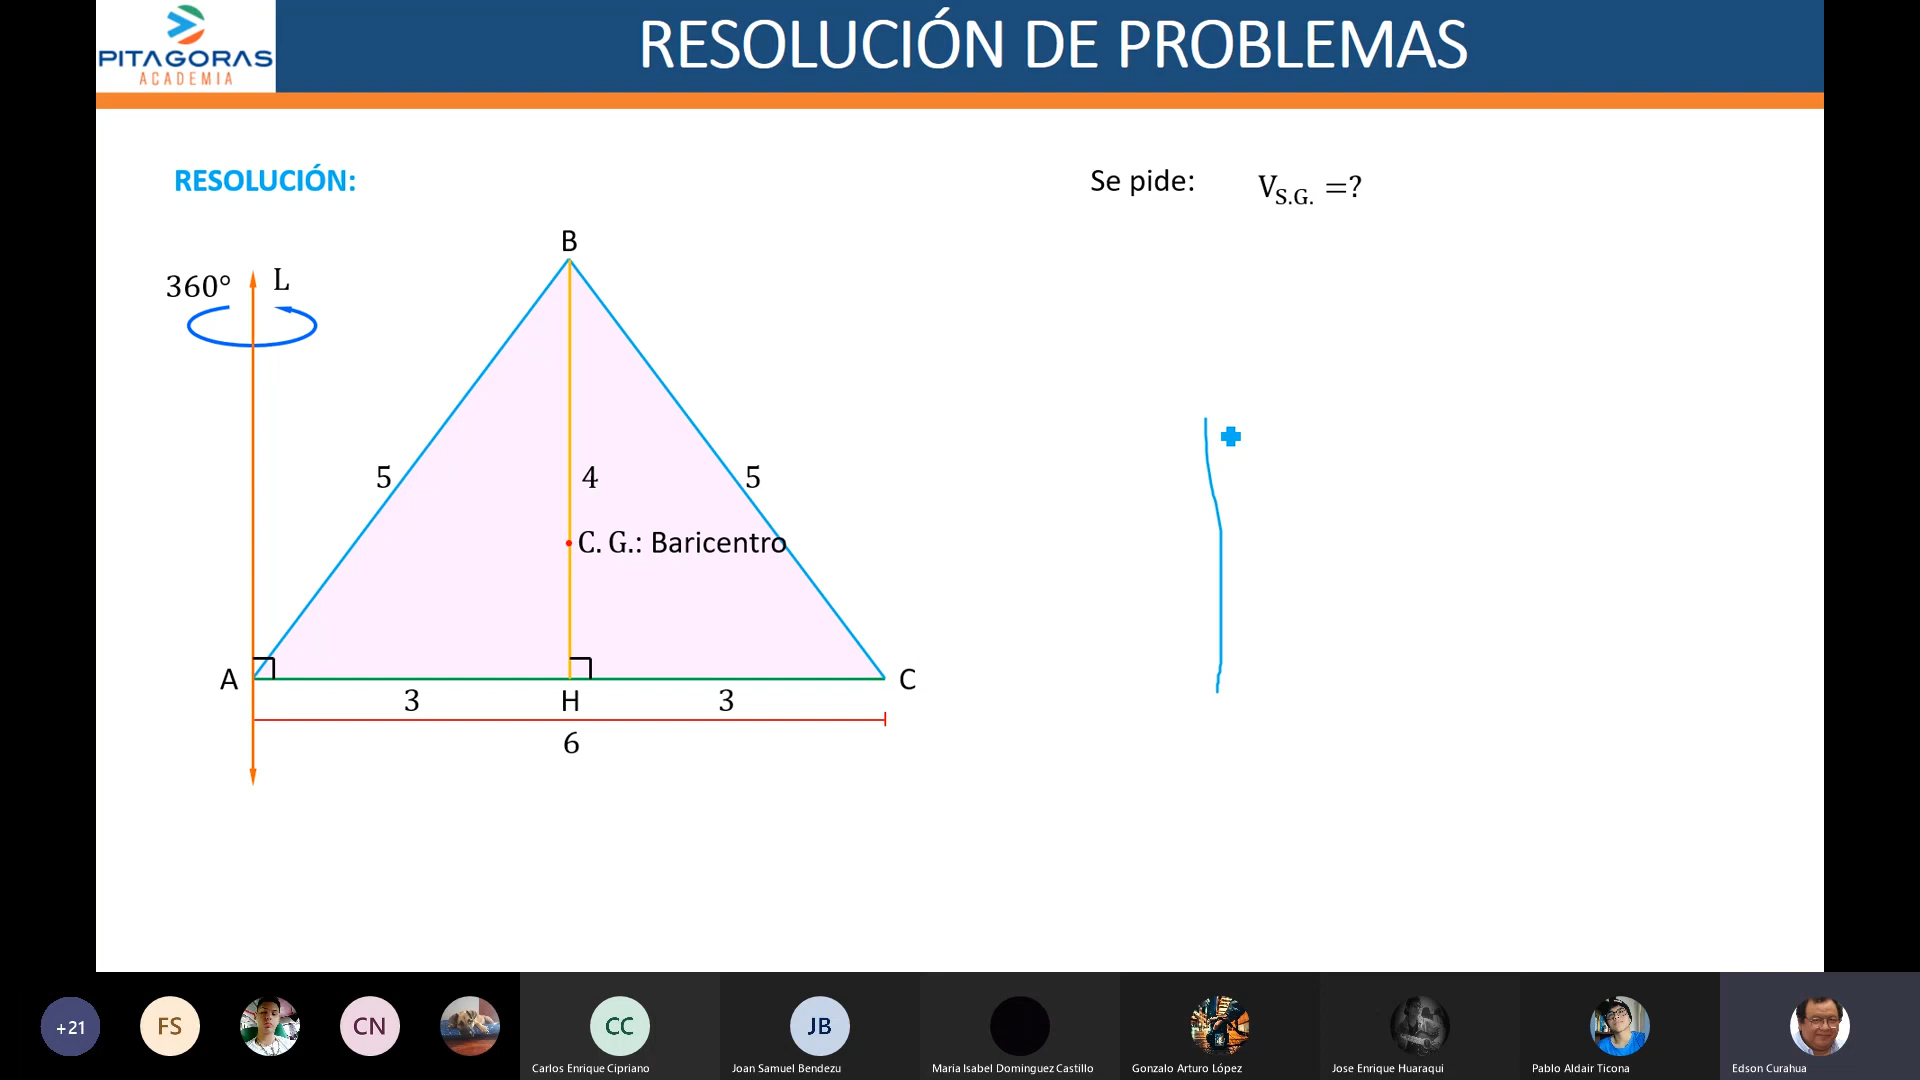 PITAGORAS
ACADEMIA
RESOLUCIÓN DE PROBLEMAS
RESOLUCIÓN:
Se pide: V_S.G. =?
360° L
B
5
4
5
C. G.: Baricentro
A
C
3
H
3
6
+21
FS
CN
CC
JB
Carlos Enrique Cipriano
Joan Samuel Bendezu
Maria Isabel Dominguez Castillo
Gonzalo Arturo López
Jose Enrique Huaraqui
Pablo Aldair Ticona
Edson Curahua